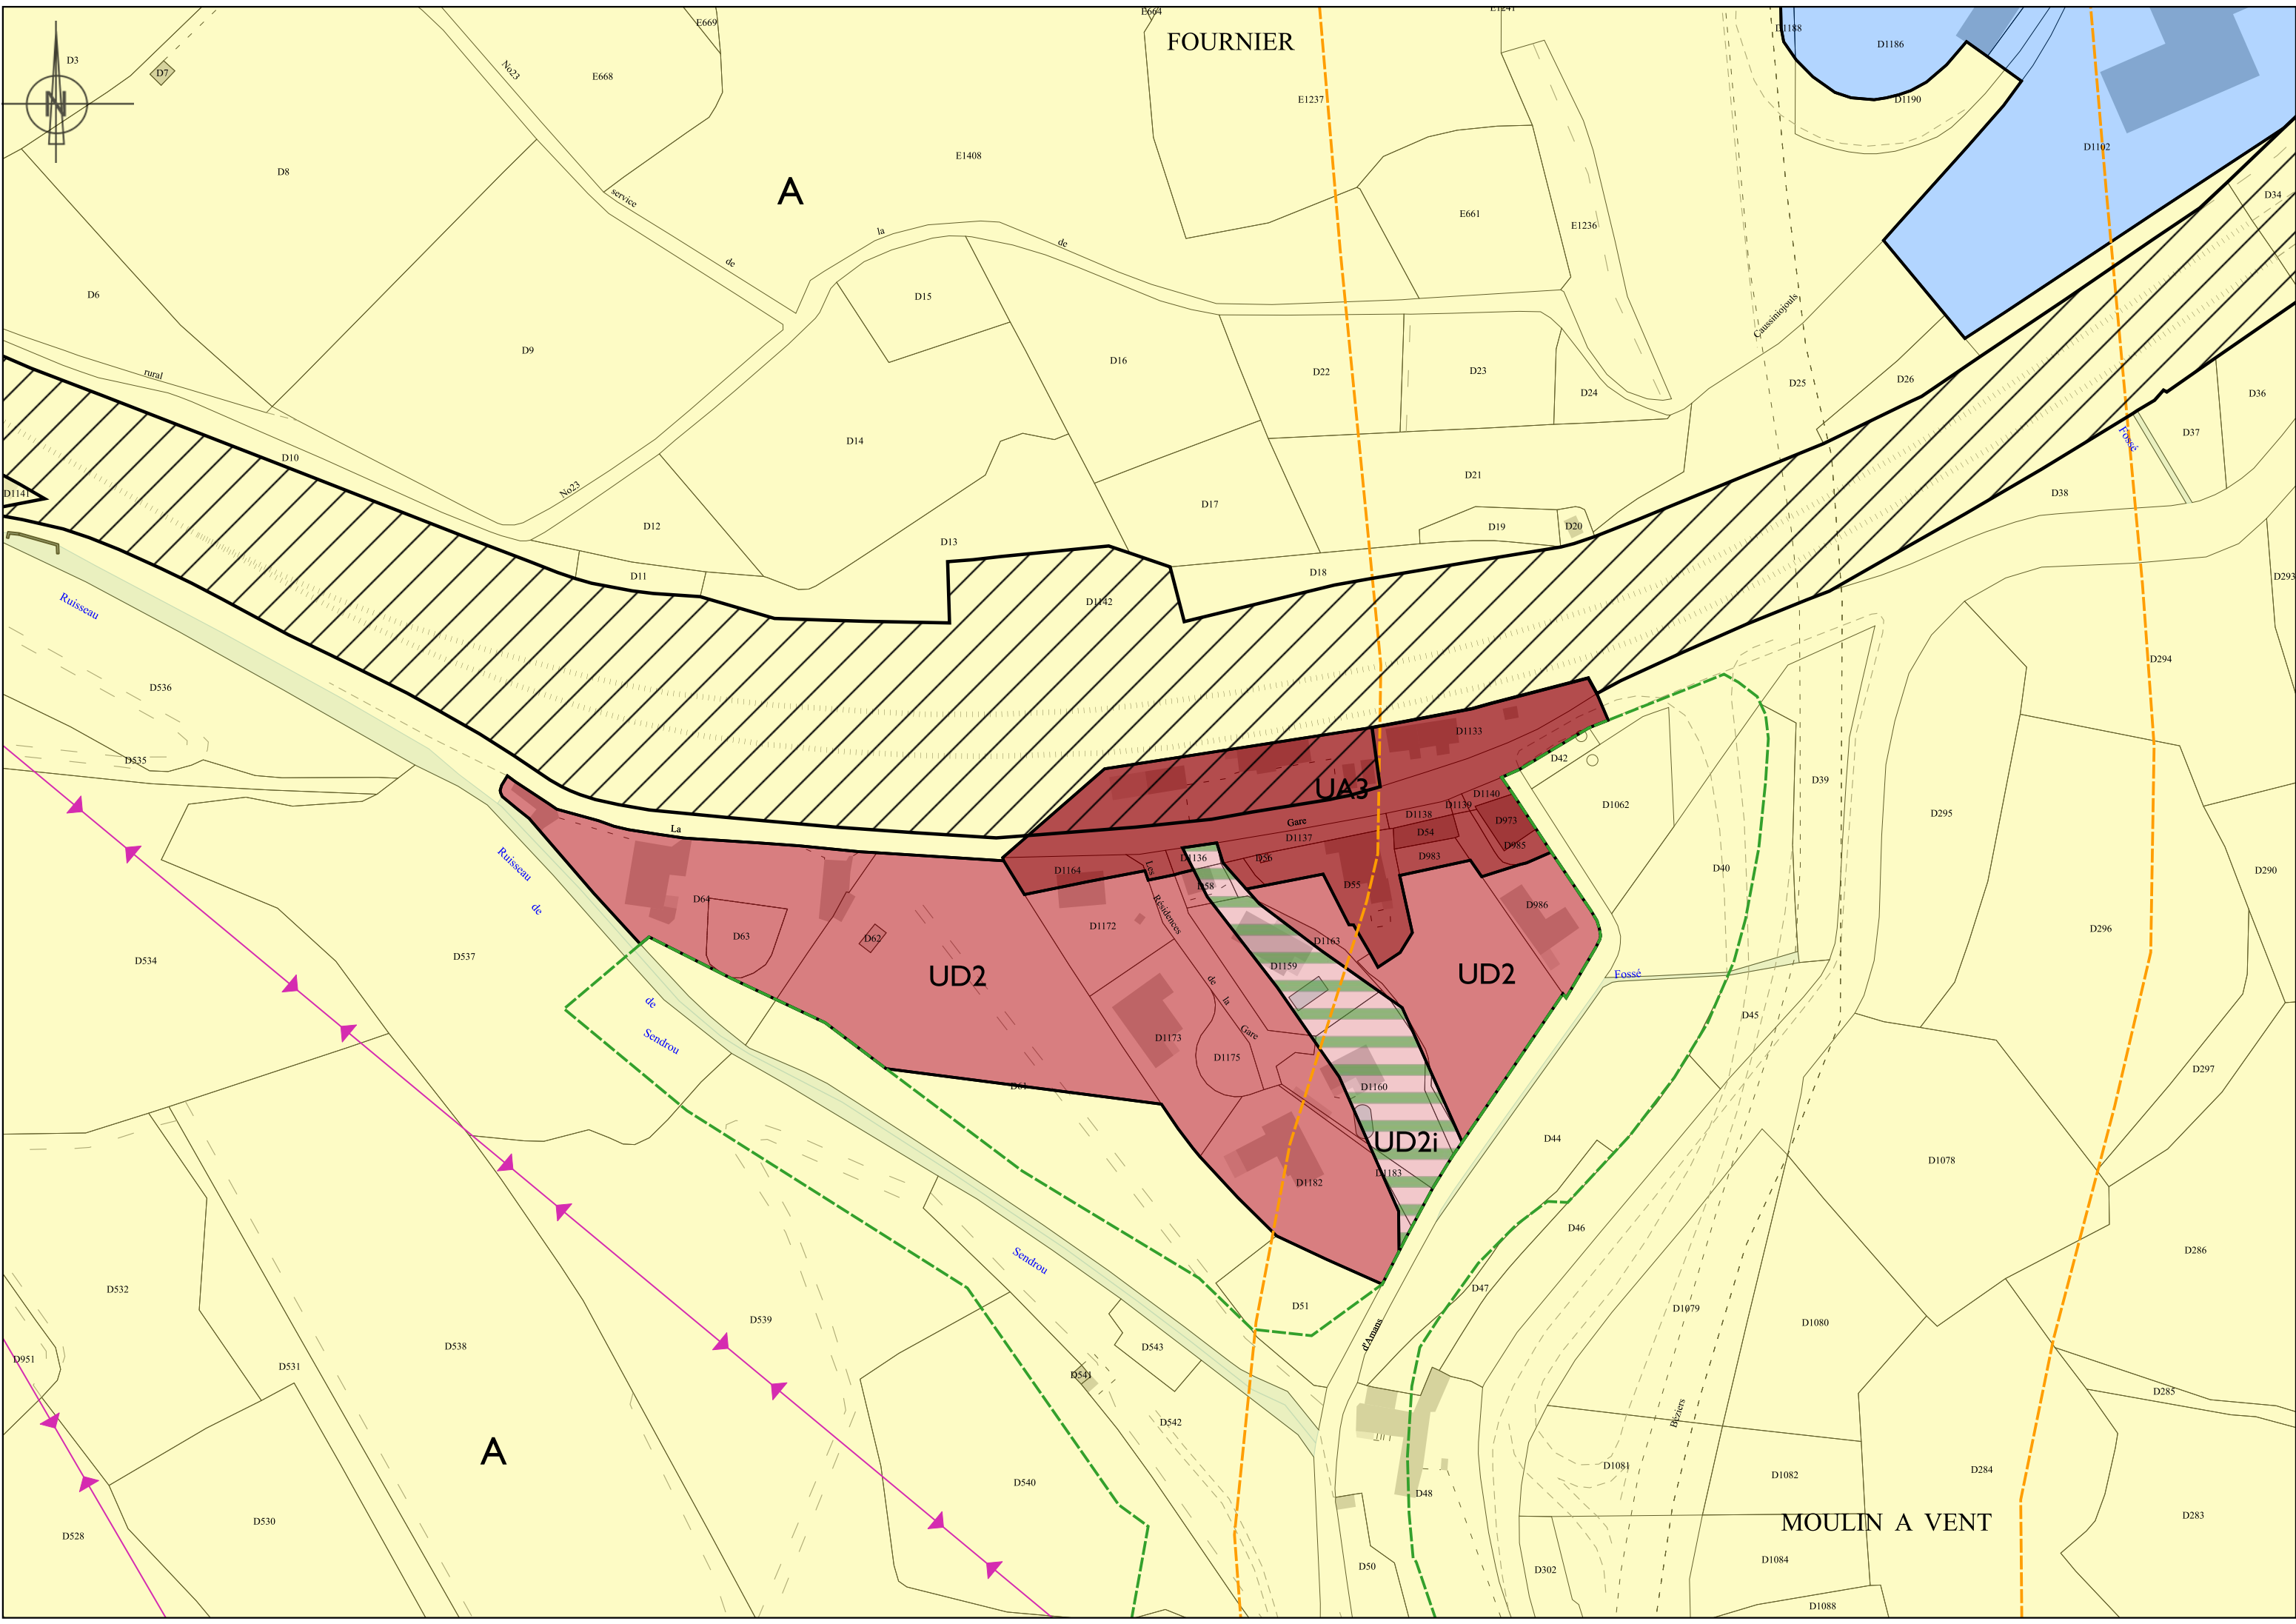 E669
E664
E1241
FOURNIER
D1188
D1186
D3
D7
No23
E668
E1237
D1190
N
D1102
E1408
D8
A
service
la
de
E661
E1236
D34
de
D6
D15
Caussiniojouls
D9
D16
rural
D22
D23
D24
D25
D26
D36
D14
D37
Fossé
D10
D21
D1141
No23
D38
D17
D12
D19
D20
D13
D11
D18
D293
D1142
Ruisseau
D536
D294
D535
D1133
D42
D39
UA3
D1140
D1139
D1062
D1138
Gare
D973
La
D54
D1137
D295
D985
D983
D56
D1136
Les
D1164
D40
D290
D55
D58
Ruisseau
D64
Résidences
D986
de
D1172
D63
D62
D1163
D296
D537
D534
D1159
UD2
UD2
Fossé
de
la
de
D45
Gare
Sendrou
D1173
D1175
D297
D61
D1160
UD2i
D44
D1078
D1183
D1182
D46
D286
Sendrou
D532
D47
D51
D1079
D539
D1080
d'Amans
D538
D543
D951
D531
D541
D285
Béziers
D542
A
D1081
D1082
D284
D540
D48
D283
D530
MOULIN A VENT
D528
D1084
D50
D302
D1088